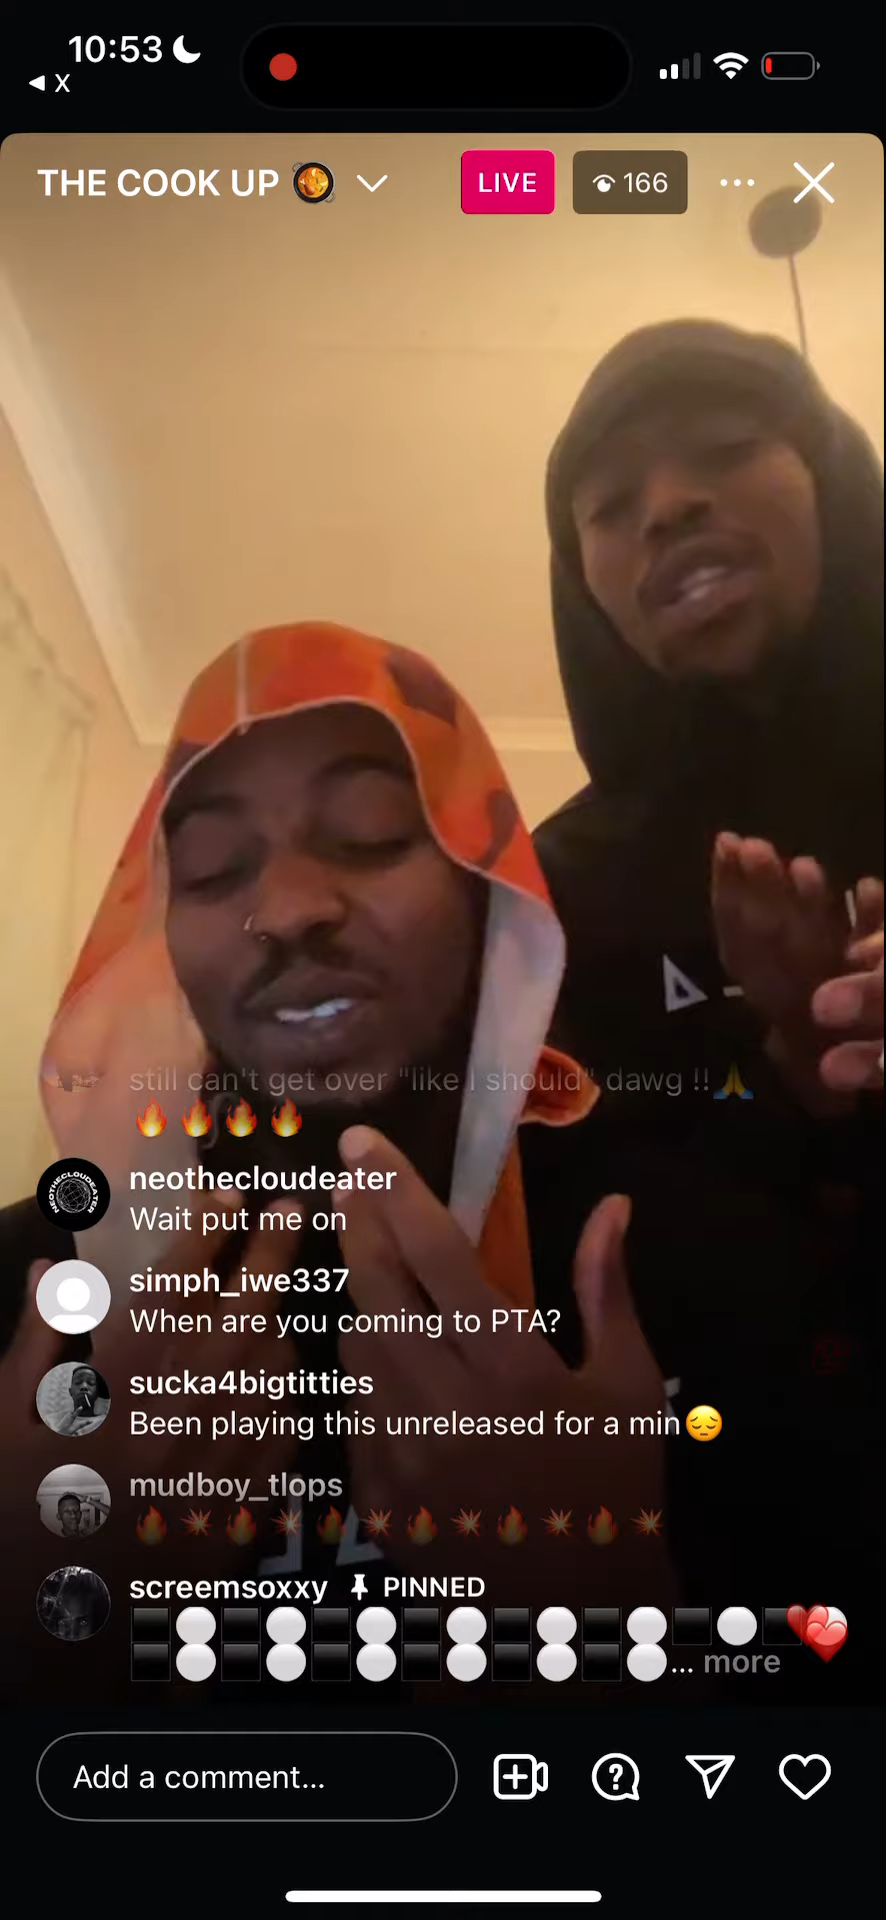 10:53
◀ X
THE COOK UP 🥘
LIVE
166
still can't get over "like I should" dawg !!🙏
🔥🔥🔥🔥
neothecloudeater
Wait put me on
simph_iwe337
When are you coming to PTA?
sucka4bigtitties
Been playing this unreleased for a min😔
mudboy_tlops
🔥💥🔥💥🔥💥🔥💥🔥💥🔥💥
screemsoxxy PINNED
⬛⚪⬛⚪⬛⚪⬛⚪⬛⚪⬛⚪⬛⚪⬛
⬛⚪⬛⚪⬛⚪⬛⚪⬛⚪⬛⚪... more
Add a comment...